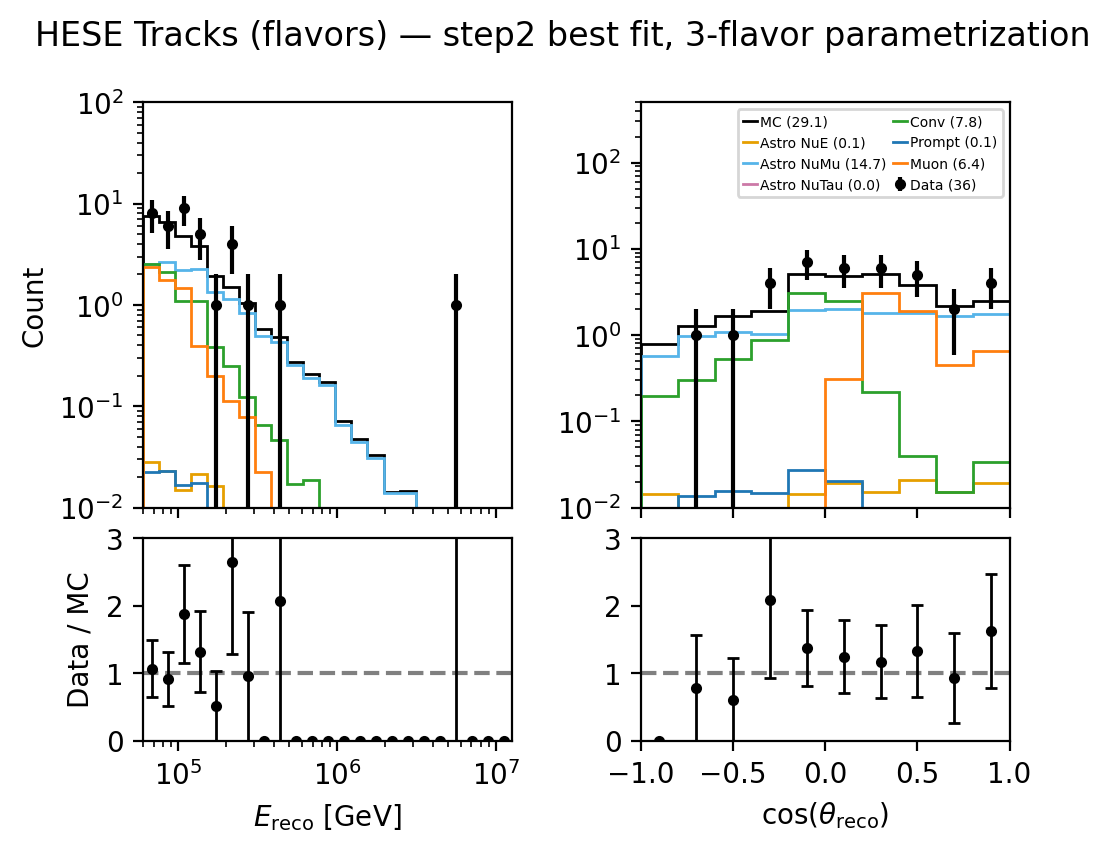 HESE Tracks (flavors) — step2 best fit, 3-flavor parametrization
Count
10²
10¹
10⁰
10⁻¹
10⁻²
10²
10¹
10⁰
10⁻¹
10⁻²
MC (29.1)
Astro NuE (0.1)
Astro NuMu (14.7)
Astro NuTau (0.0)
Conv (7.8)
Prompt (0.1)
Muon (6.4)
Data (36)
Data / MC
3
2
1
0
3
2
1
0
10⁵ 10⁶ 10⁷
−1.0 −0.5 0.0 0.5 1.0
E_reco [GeV]
cos(θ_reco)